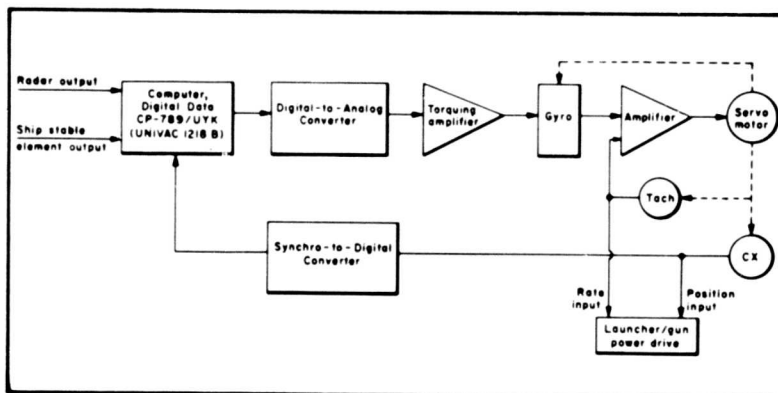 Radar output
Ship stable
element output
Computer,
Digital Data
CP-789/UYK
(UNIVAC 1218 B)
Digital-to-Analog
Converter
Torquing
amplifier
Gyro
Amplifier
Servo
motor
Tach
Synchro-to-Digital
Converter
CX
Rate
input
Position
input
Launcher/gun
power drive